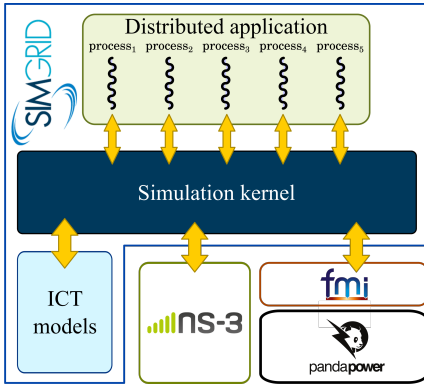 Distributed application
process₁ process₂ process₃ process₄ process₅
SIMGRID
Simulation kernel
ICT
models
ns-3
fmi
pandapower